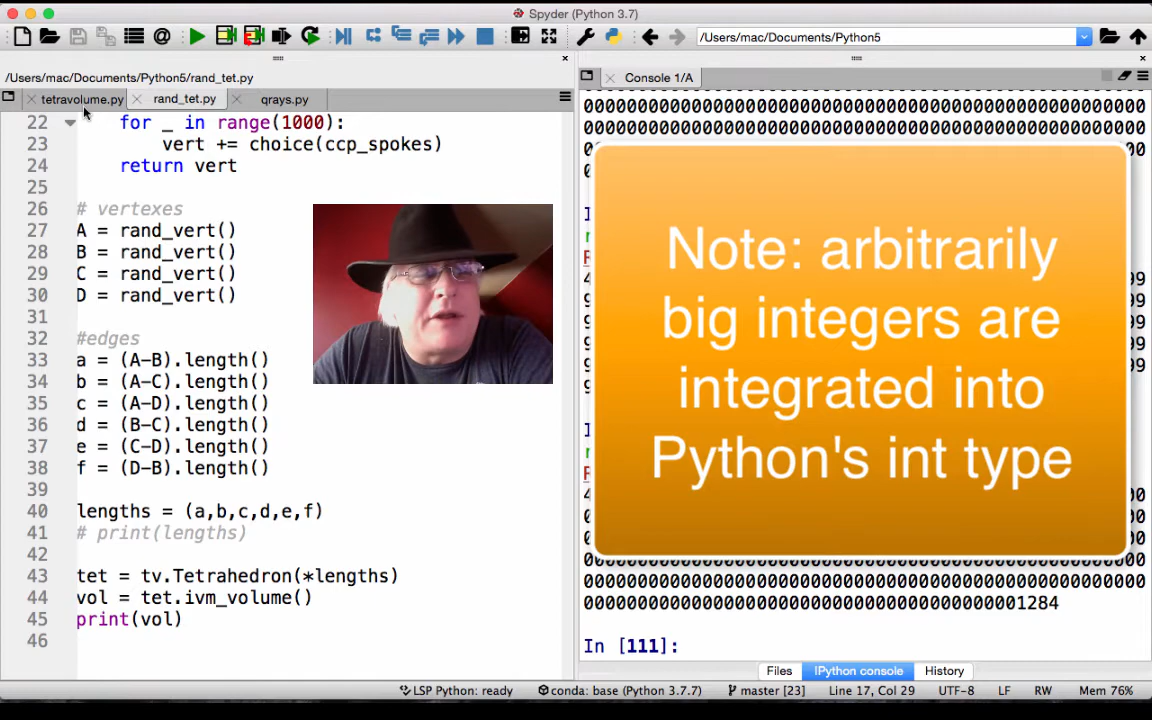 Spyder (Python 3.7)
/Users/mac/Documents/Python5
/Users/mac/Documents/Python5/rand_tet.py
tetravolume.py
rand_tet.py
qrays.py
Console 1/A
22 for _ in range(1000):
23 vert += choice(ccp_spokes)
24 return vert
25
26 # vertexes
27 A = rand_vert()
28 B = rand_vert()
29 C = rand_vert()
30 D = rand_vert()
31
32 #edges
33 a = (A-B).length()
34 b = (A-C).length()
35 c = (A-D).length()
36 d = (B-C).length()
37 e = (C-D).length()
38 f = (D-B).length()
39
40 lengths = (a,b,c,d,e,f)
41 # print(lengths)
42
43 tet = tv.Tetrahedron(*lengths)
44 vol = tet.ivm_volume()
45 print(vol)
46
Note: arbitrarily
big integers are
integrated into
Python's int type
In [111]:
Files
IPython console
History
LSP Python: ready
conda: base (Python 3.7.7)
master [23]
Line 17, Col 29
UTF-8
LF
RW
Mem 76%